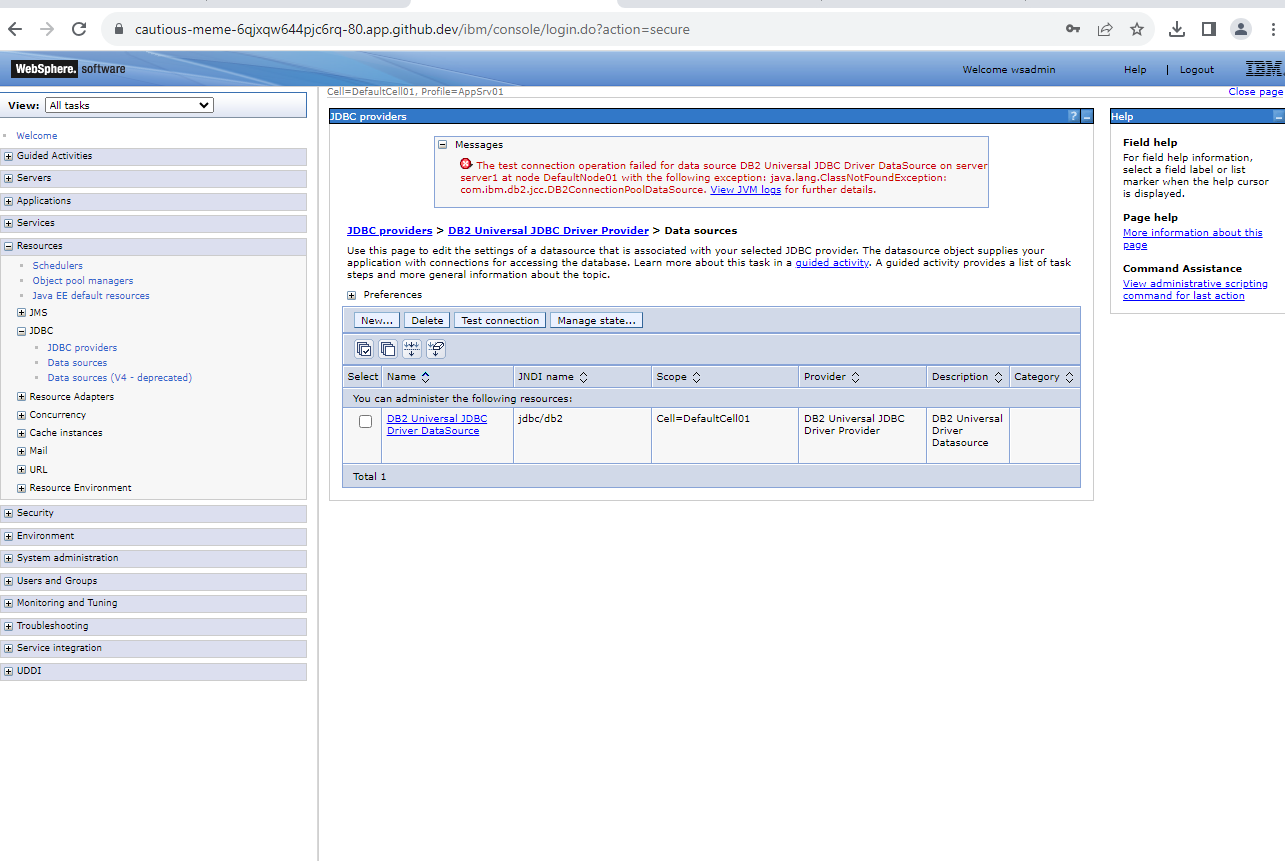 cautious-meme-6qjxqw644pjc6rq-80.app.github.dev/ibm/console/login.do?action=secure
WebSphere. software
Welcome wsadmin
Help | Logout
IBM
View: All tasks
Welcome
Guided Activities
Servers
Applications
Services
Resources
Schedulers
Object pool managers
Java EE default resources
JMS
JDBC
JDBC providers
Data sources
Data sources (V4 - deprecated)
Resource Adapters
Concurrency
Cache instances
Mail
URL
Resource Environment
Security
Environment
System administration
Users and Groups
Monitoring and Tuning
Troubleshooting
Service integration
UDDI
Cell=DefaultCell01, Profile=AppSrv01
Close page
JDBC providers
?
Messages
The test connection operation failed for data source DB2 Universal JDBC Driver DataSource on server
server1 at node DefaultNode01 with the following exception: java.lang.ClassNotFoundException:
com.ibm.db2.jcc.DB2ConnectionPoolDataSource. View JVM logs for further details.
JDBC providers > DB2 Universal JDBC Driver Provider > Data sources
Use this page to edit the settings of a datasource that is associated with your selected JDBC provider. The datasource object supplies your
application with connections for accessing the database. Learn more about this task in a guided activity. A guided activity provides a list of task
steps and more general information about the topic.
Preferences
New... Delete Test connection Manage state...
Select Name JNDI name Scope Provider Description Category
You can administer the following resources:
DB2 Universal JDBC
Driver DataSource
jdbc/db2
Cell=DefaultCell01
DB2 Universal JDBC
Driver Provider
DB2 Universal
Driver
Datasource
Total 1
Help
Field help
For field help information,
select a field label or list
marker when the help cursor
is displayed.
Page help
More information about this
page
Command Assistance
View administrative scripting
command for last action